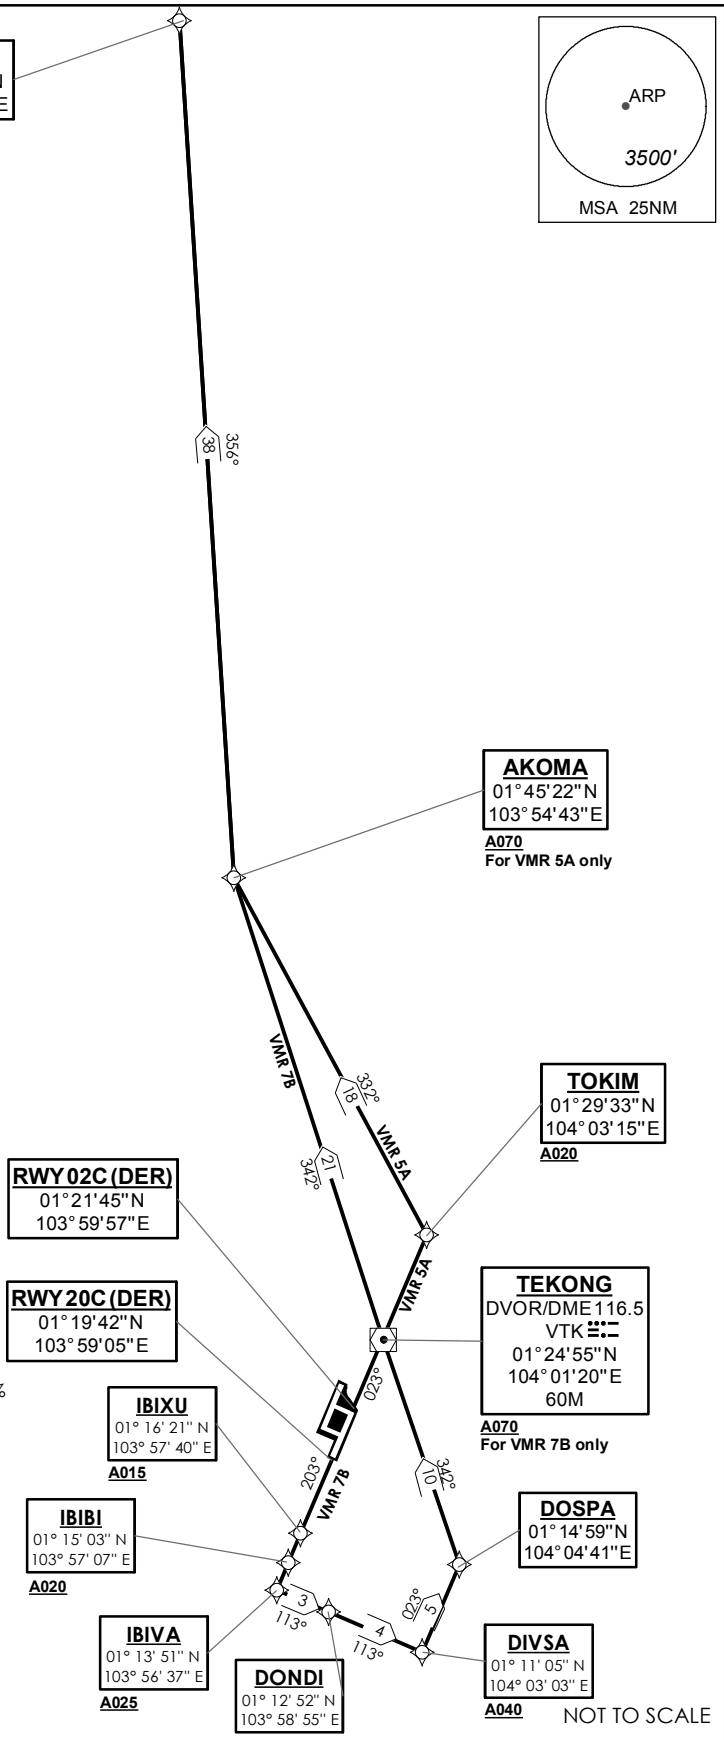 N
E
ARP
3500'
MSA 25NM
38
356°
AKOMA
01°45'22"N
103°54'43"E
A070
For VMR 5A only
VMR 7B
332°
18
VMR 5A
TOKIM
01°29'33"N
104°03'15"E
A020
21
342°
RWY 02C (DER)
01°21'45"N
103°59'57"E
VMR 5A
TEKONG
DVOR/DME 116.5
VTK
01°24'55"N
104°01'20"E
60M
A070
For VMR 7B only
RWY 20C (DER)
01°19'42"N
103°59'05"E
023°
%
IBIXU
01° 16' 21" N
103° 57' 40" E
A015
203°
VMR 7B
342°
10
IBIBI
01° 15' 03" N
103° 57' 07" E
A020
DOSPA
01°14'59"N
104°04'41"E
3
113°
4
113°
023°
5
IBIVA
01° 13' 51" N
103° 56' 37" E
A025
DONDI
01° 12' 52" N
103° 58' 55" E
DIVSA
01° 11' 05" N
104° 03' 03" E
A040
NOT TO SCALE